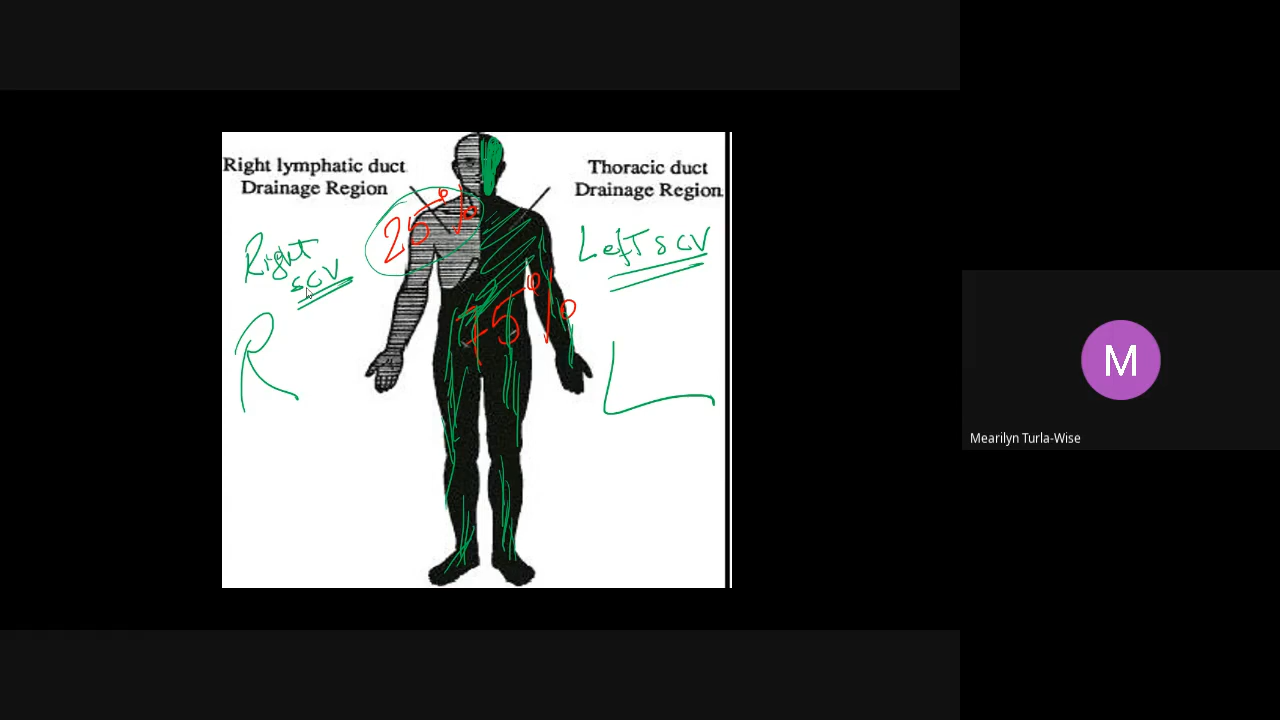 Right lymphatic duct
Drainage Region
Thoracic duct
Drainage Region
25%
Right
SCV
Left SCV
75%
R
L
M
Mearilyn Turla-Wise